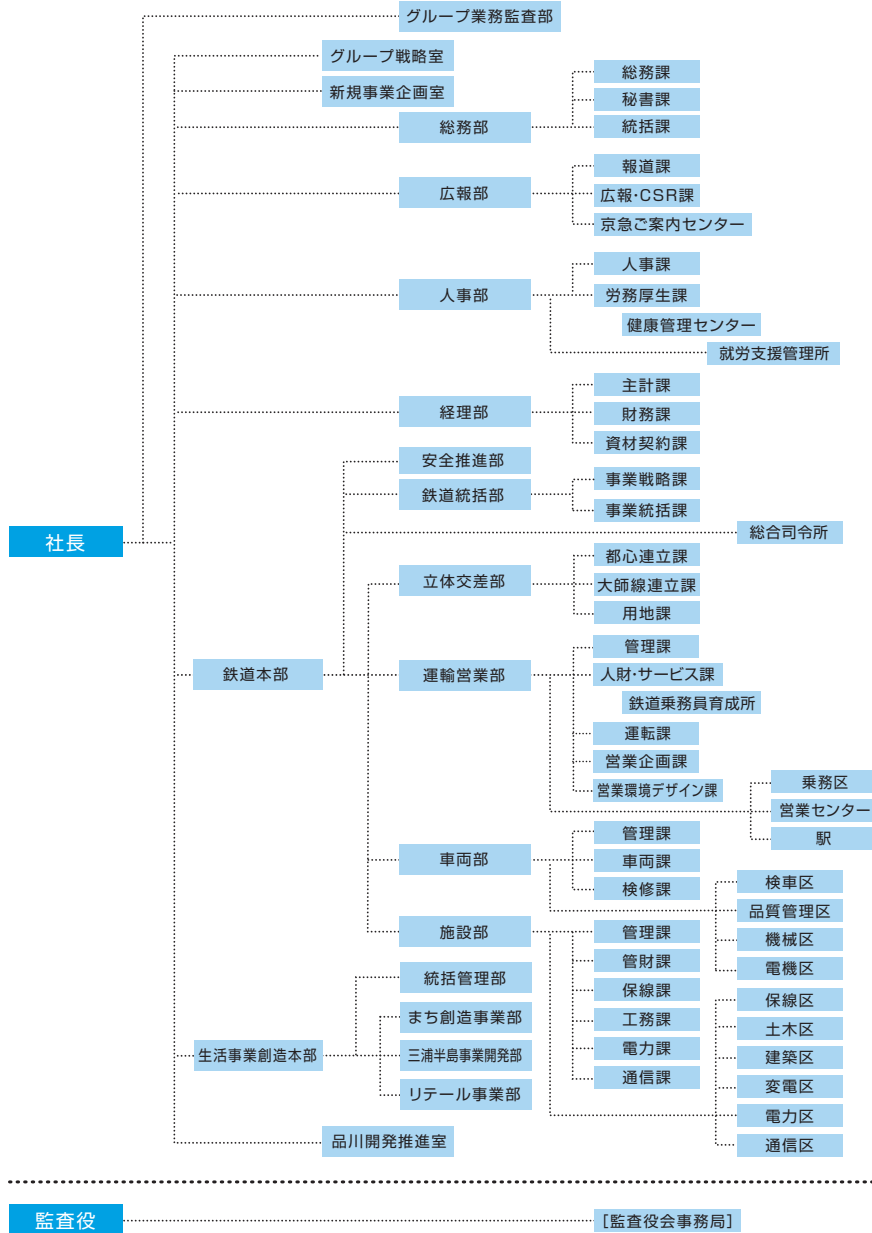 グループ業務監査部
グループ戦略室
新規事業企画室
総務部
総務課
秘書課
統括課
広報部
報道課
広報・CSR課
京急ご案内センター
人事部
人事課
労務厚生課
健康管理センター
就労支援管理所
経理部
主計課
財務課
資材契約課
社長
鉄道本部
安全推進部
鉄道統括部
事業戦略課
事業統括課
総合司令所
立体交差部
都心連立課
大師線連立課
用地課
運輸営業部
管理課
人財・サービス課
鉄道乗務員育成所
運転課
営業企画課
営業環境デザイン課
乗務区
営業センター
駅
車両部
管理課
車両課
検修課
検車区
品質管理区
機械区
電機区
施設部
管理課
管財課
保線課
工務課
電力課
通信課
保線区
土木区
建築区
変電区
電力区
通信区
生活事業創造本部
統括管理部
まち創造事業部
三浦半島事業開発部
リテール事業部
品川開発推進室
監査役
[監査役会事務局]